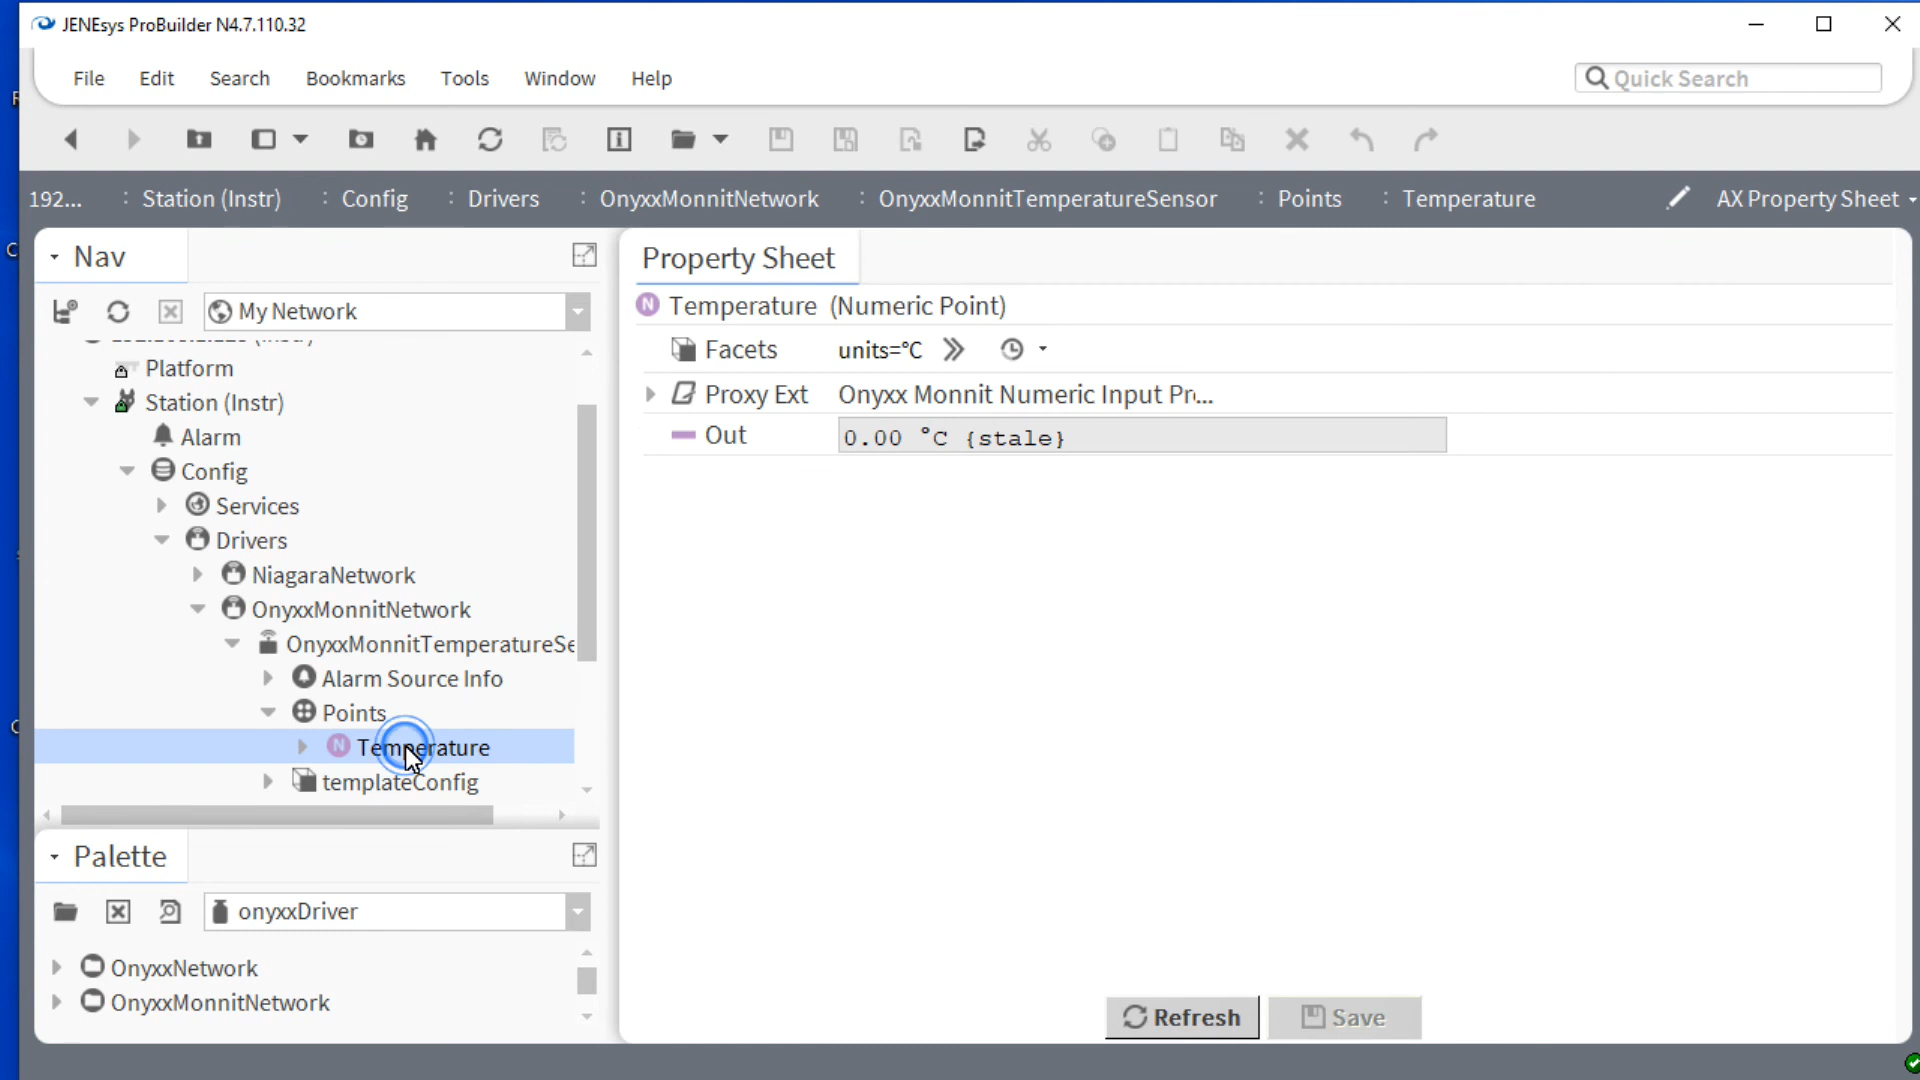 JENEsys ProBuilder N4.7.110.32
File Edit Search Bookmarks Tools Window Help
Quick Search
192... : Station (Instr) : Config : Drivers : OnyxxMonnitNetwork : OnyxxMonnitTemperatureSensor : Points : Temperature
AX Property Sheet
Nav
My Network
Platform
Station (Instr)
Alarm
Config
Services
Drivers
NiagaraNetwork
OnyxxMonnitNetwork
OnyxxMonnitTemperatureSe
Alarm Source Info
Points
Temperature
templateConfig
Palette
onyxxDriver
OnyxxNetwork
OnyxxMonnitNetwork
Property Sheet
Temperature (Numeric Point)
Facets units=°C
Proxy Ext Onyxx Monnit Numeric Input Pr...
Out 0.00 °C {stale}
Refresh
Save